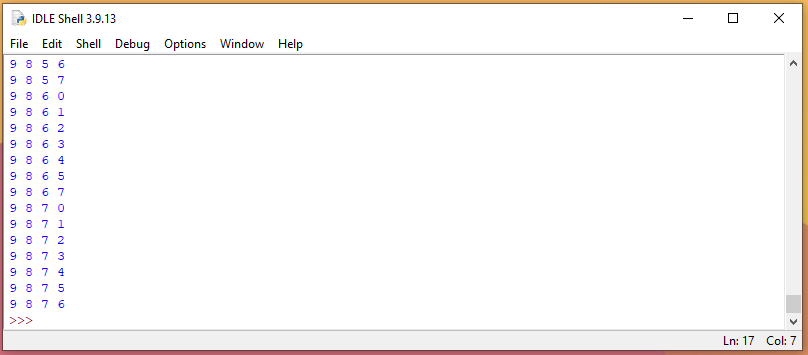 IDLE Shell 3.9.13
File Edit Shell Debug Options Window Help
9 8 5 6
9 8 5 7
9 8 6 0
9 8 6 1
9 8 6 2
9 8 6 3
9 8 6 4
9 8 6 5
9 8 6 7
9 8 7 0
9 8 7 1
9 8 7 2
9 8 7 3
9 8 7 4
9 8 7 5
9 8 7 6
>>>
Ln: 17 Col: 7